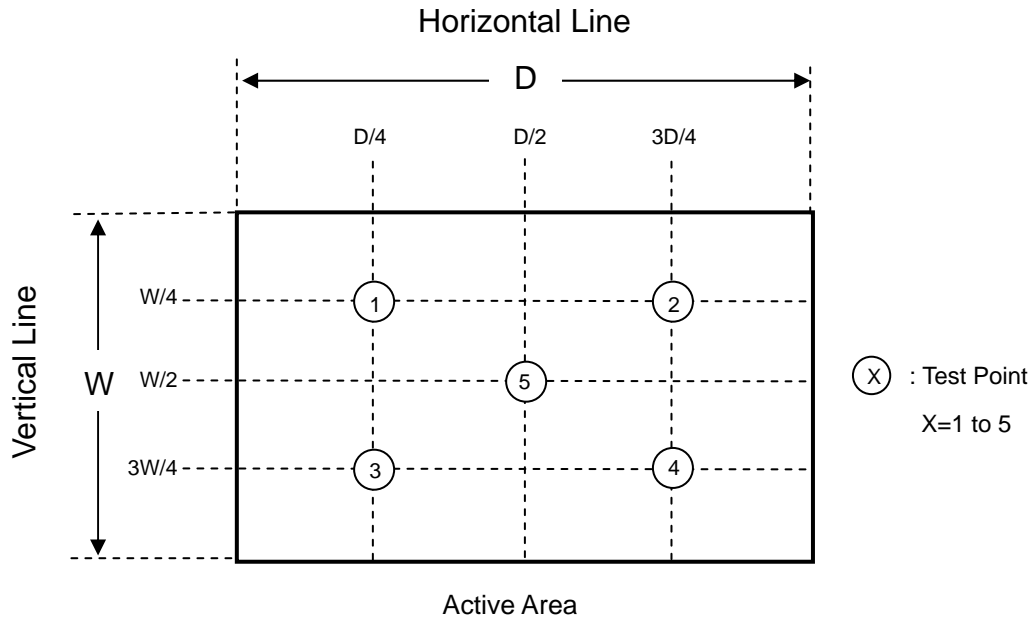 Horizontal Line
D
D/4 D/2 3D/4
Vertical Line
W
W/4
W/2
3W/4
1
2
5
3
4
X : Test Point
X=1 to 5
Active Area